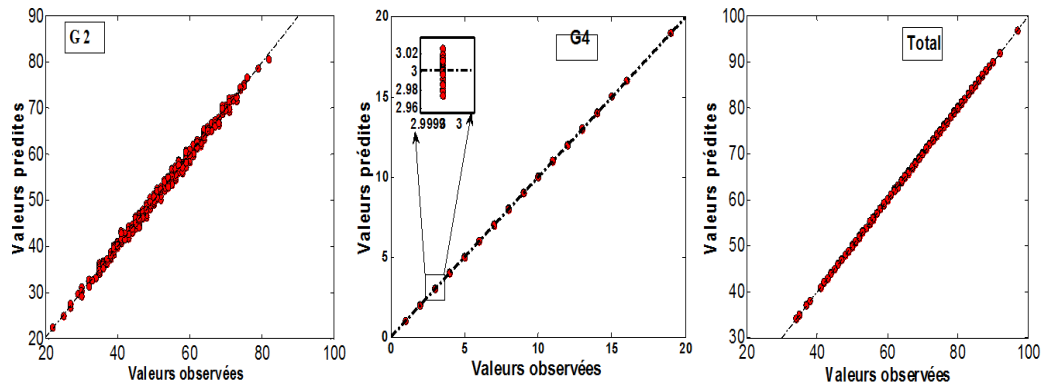 G 2
Valeurs prédites
90
80
70
60
50
40
30
20
20 40 60 80 100
Valeurs observées
G4
Valeurs prédites
20
15
10
5
0
0 5 10 15 20
Valeurs observées
3.02
3
2.98
2.96
2.9998 3
Total
Valeurs prédites
100
90
80
70
60
50
40
30
20 40 60 80 100
Valeurs observées